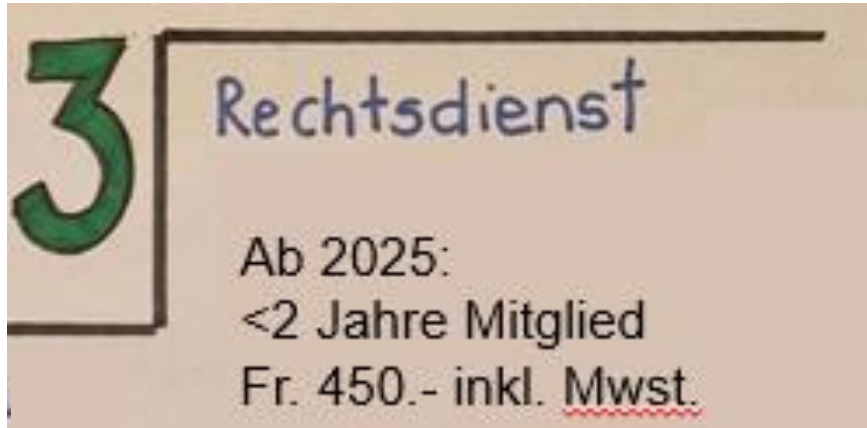 3
Rechtsdienst
Ab 2025:
<2 Jahre Mitglied
Fr. 450.- inkl. Mwst.